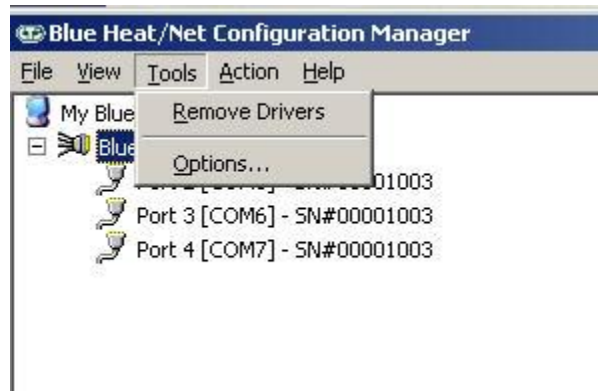 Blue Heat/Net Configuration Manager
File View Tools Action Help
Remove Drivers
Options...
My Blue
Blue
01003
Port 3 [COM6] - SN#00001003
Port 4 [COM7] - SN#00001003